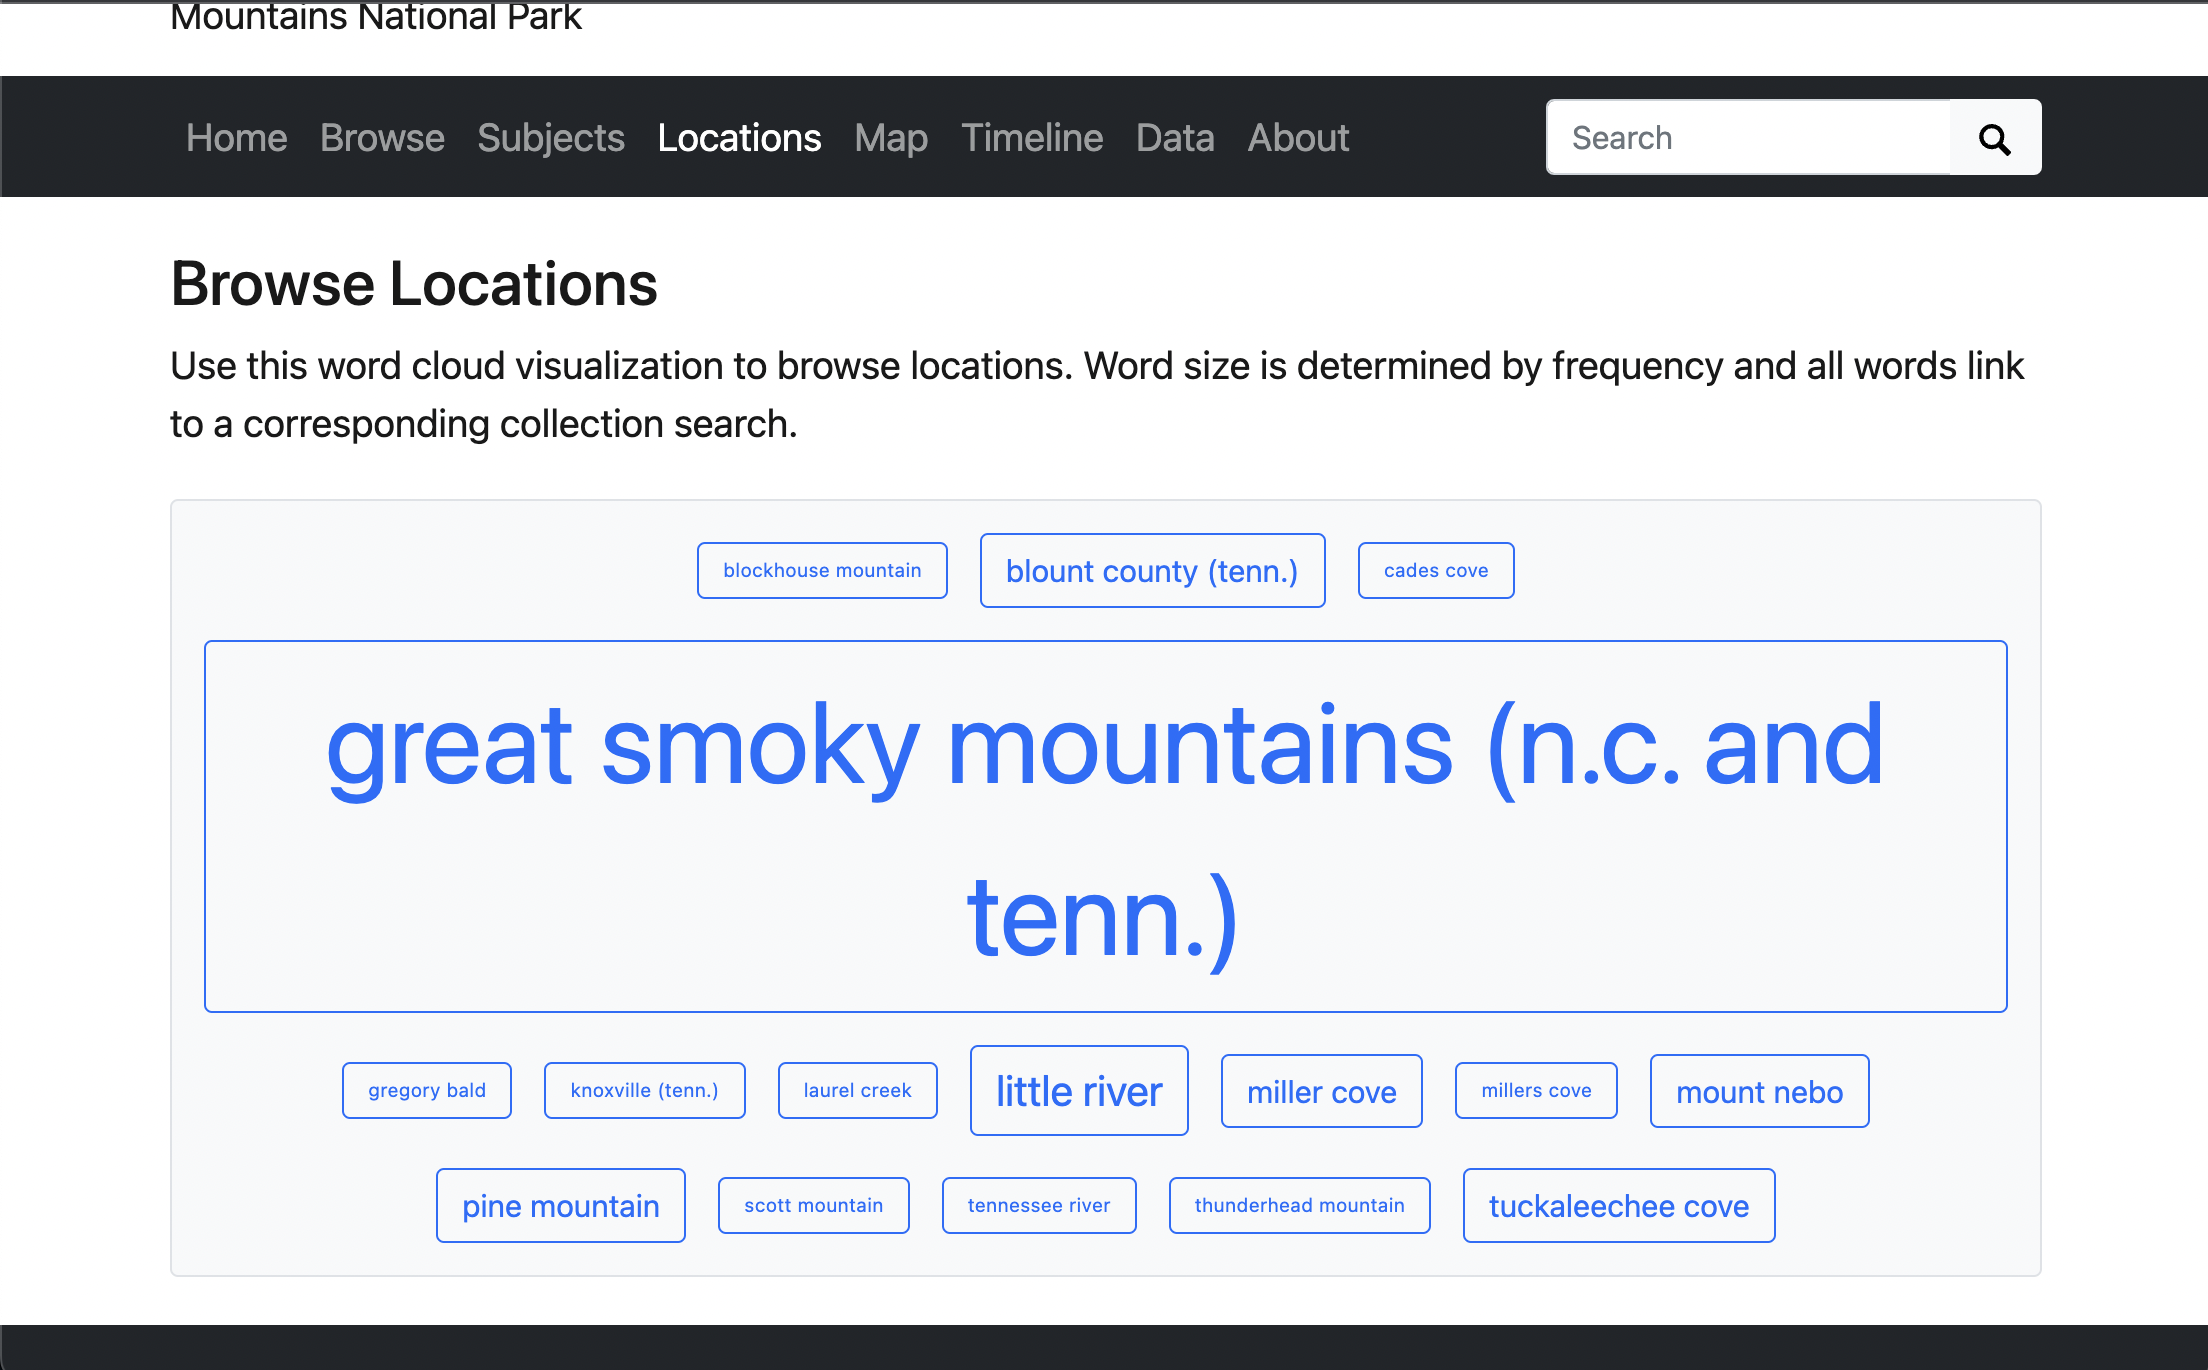 Mountains National Park
Home Browse Subjects Locations Map Timeline Data About Search
Browse Locations
Use this word cloud visualization to browse locations. Word size is determined by frequency and all words link
to a corresponding collection search.
blockhouse mountain blount county (tenn.) cades cove
great smoky mountains (n.c. and
tenn.)
gregory bald knoxville (tenn.) laurel creek little river miller cove millers cove mount nebo
pine mountain scott mountain tennessee river thunderhead mountain tuckaleechee cove